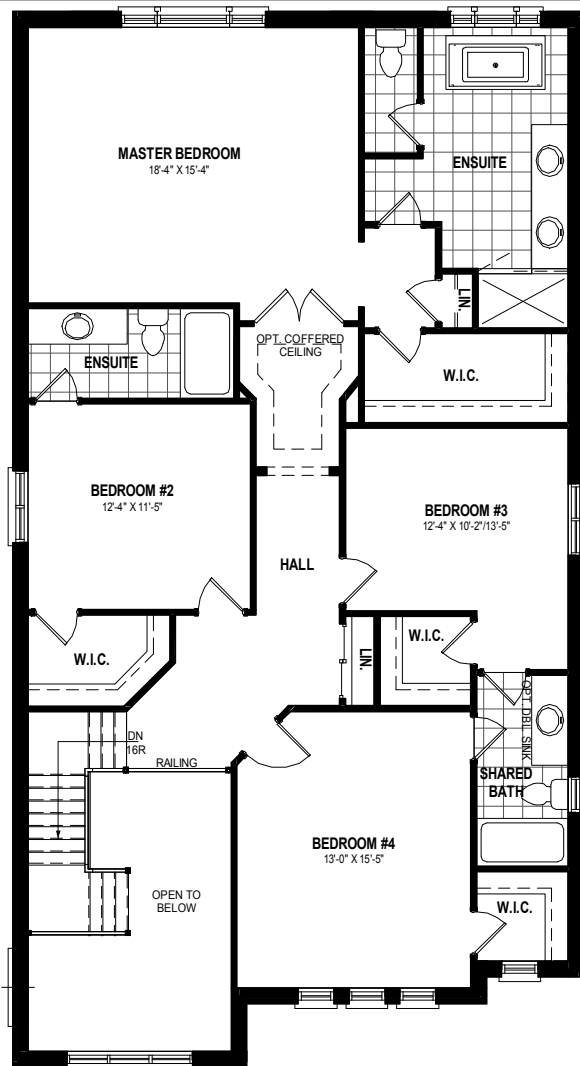 MASTER BEDROOM
18'-4" X 15'-4"
ENSUITE
LIN.
OPT. COFFERED
CEILING
W.I.C.
ENSUITE
BEDROOM #2
12'-4" X 11'-5"
BEDROOM #3
12'-4" X 10'-2"/13'-5"
HALL
W.I.C.
LIN.
W.I.C.
OPT. DBL. SINK
DN
16R
RAILING
SHARED
BATH
BEDROOM #4
13'-0" X 15'-5"
OPEN TO
BELOW
W.I.C.